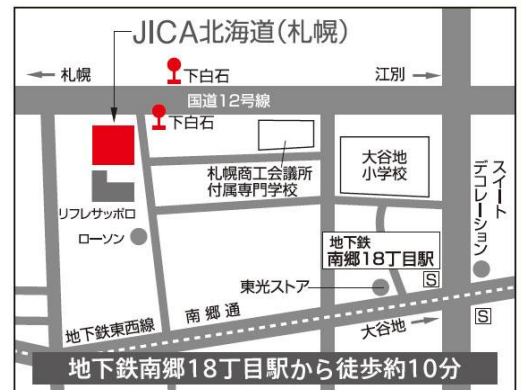 JICA北海道(札幌)
← 札幌
下白石
江別 →
国道12号線
下白石
札幌商工会議所
付属専門学校
大谷地
小学校
スイート
デコレーション
リフレサッポロ
ローソン
地下鉄
南郷18丁目駅
S
東光ストア
南郷通
地下鉄東西線
大谷地 →
S
地下鉄南郷18丁目駅から徒歩約10分